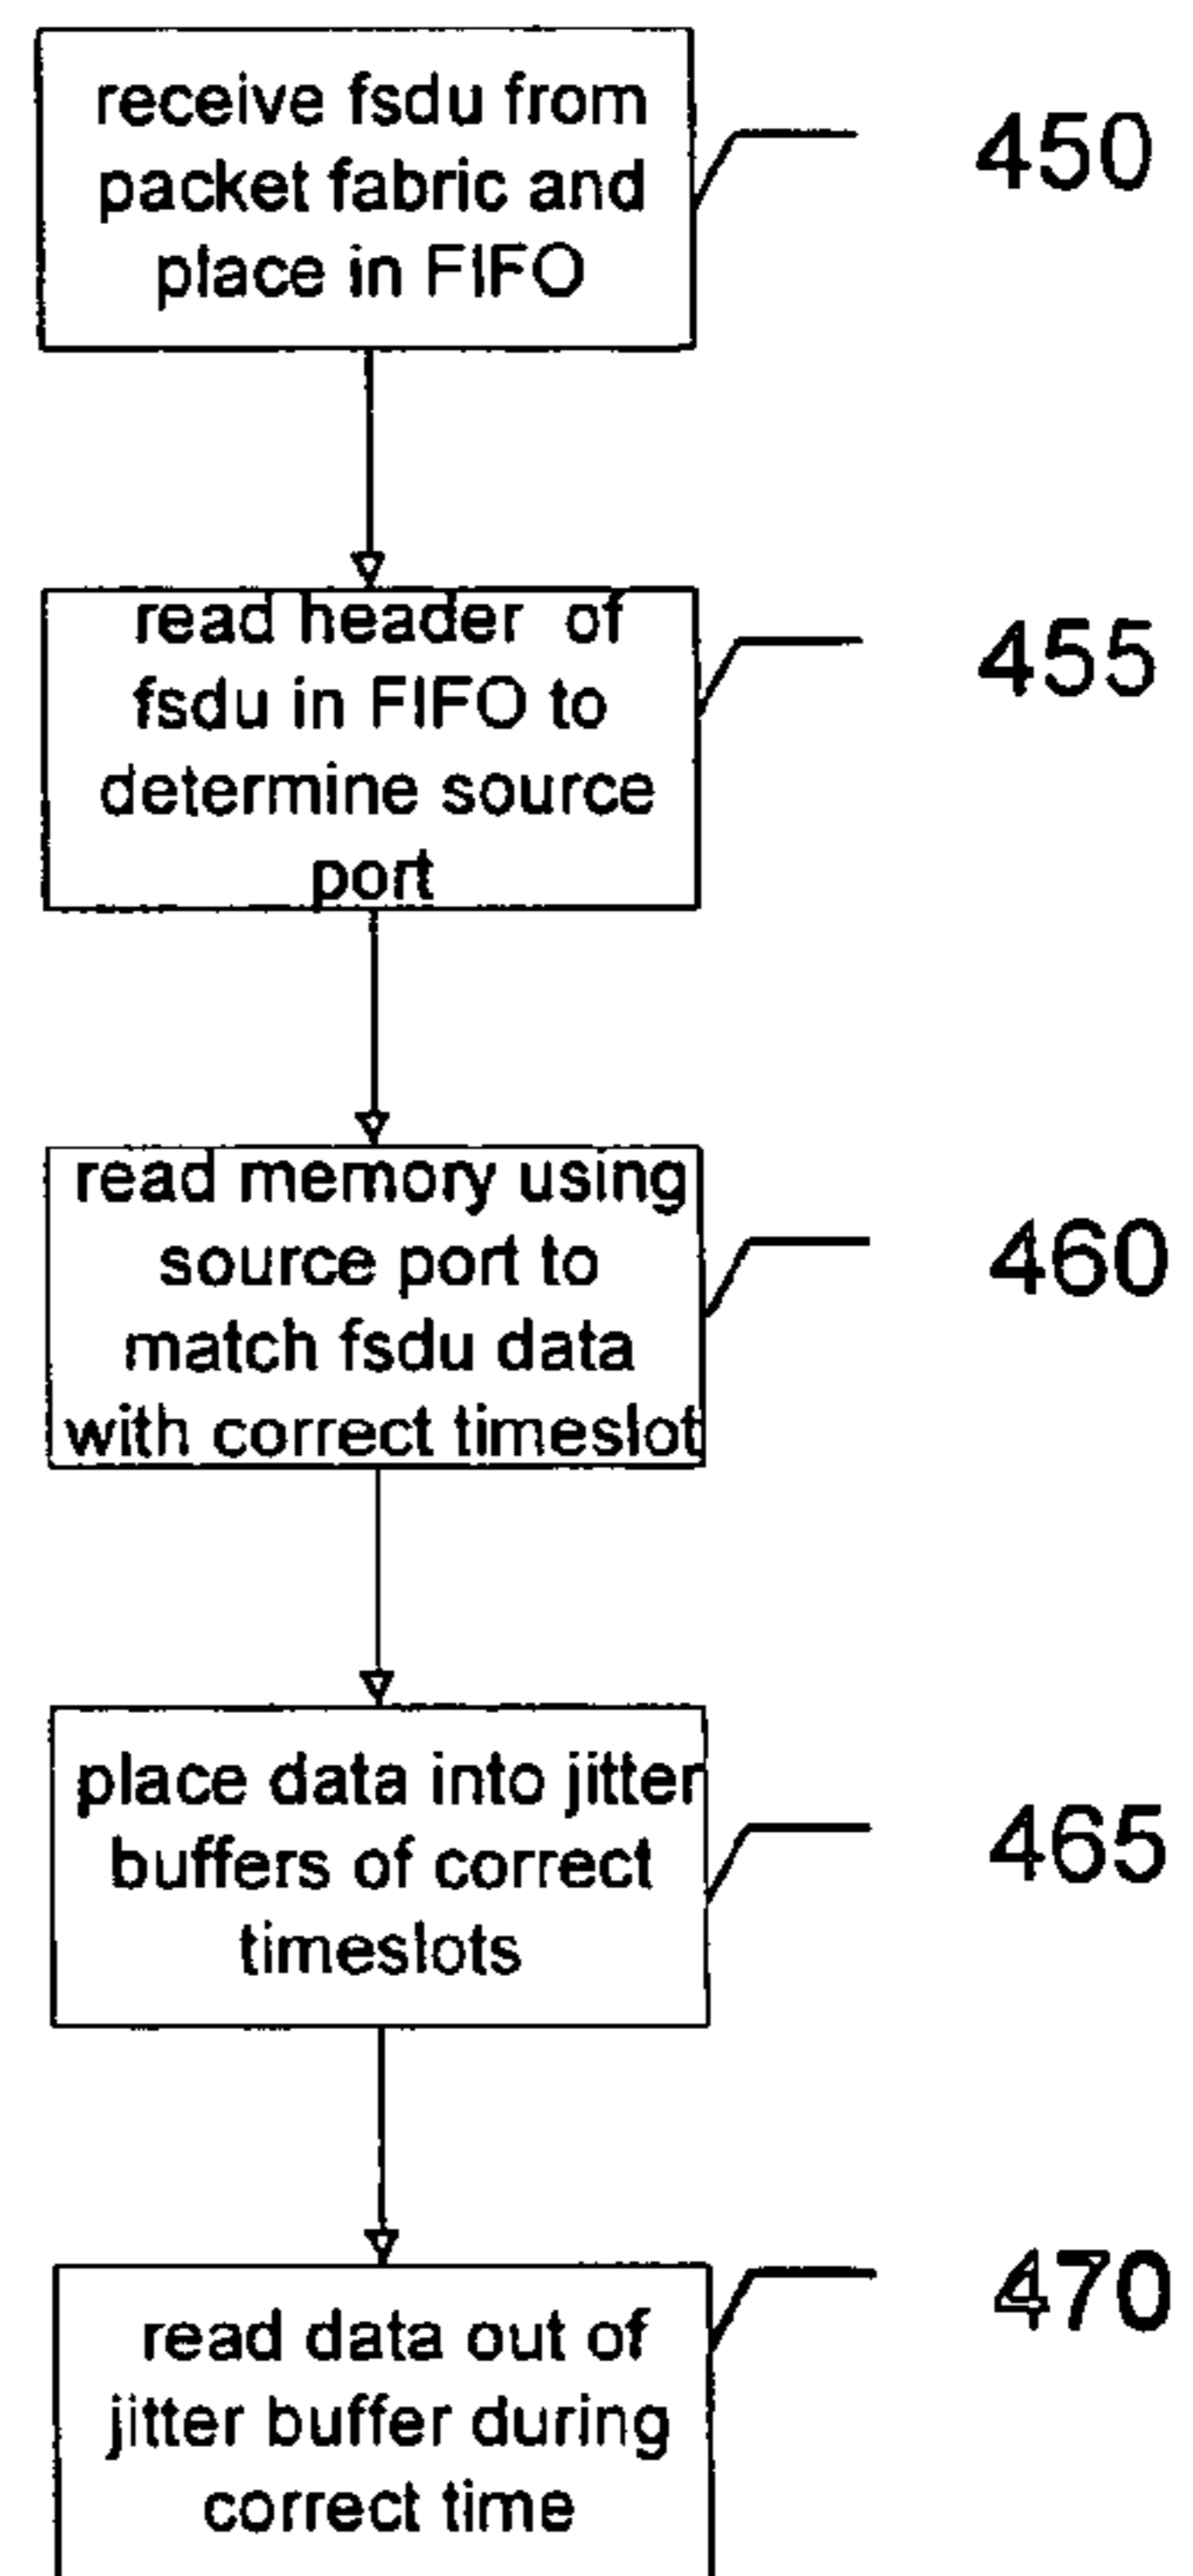 receive fsdu from
packet fabric and
place in FIFO
450
read header of
fsdu in FIFO to
determine source
port
455
read memory using
source port to
match fsdu data
with correct timeslot
460
place data into jitter
buffers of correct
timeslots
465
read data out of
jitter buffer during
correct time
470